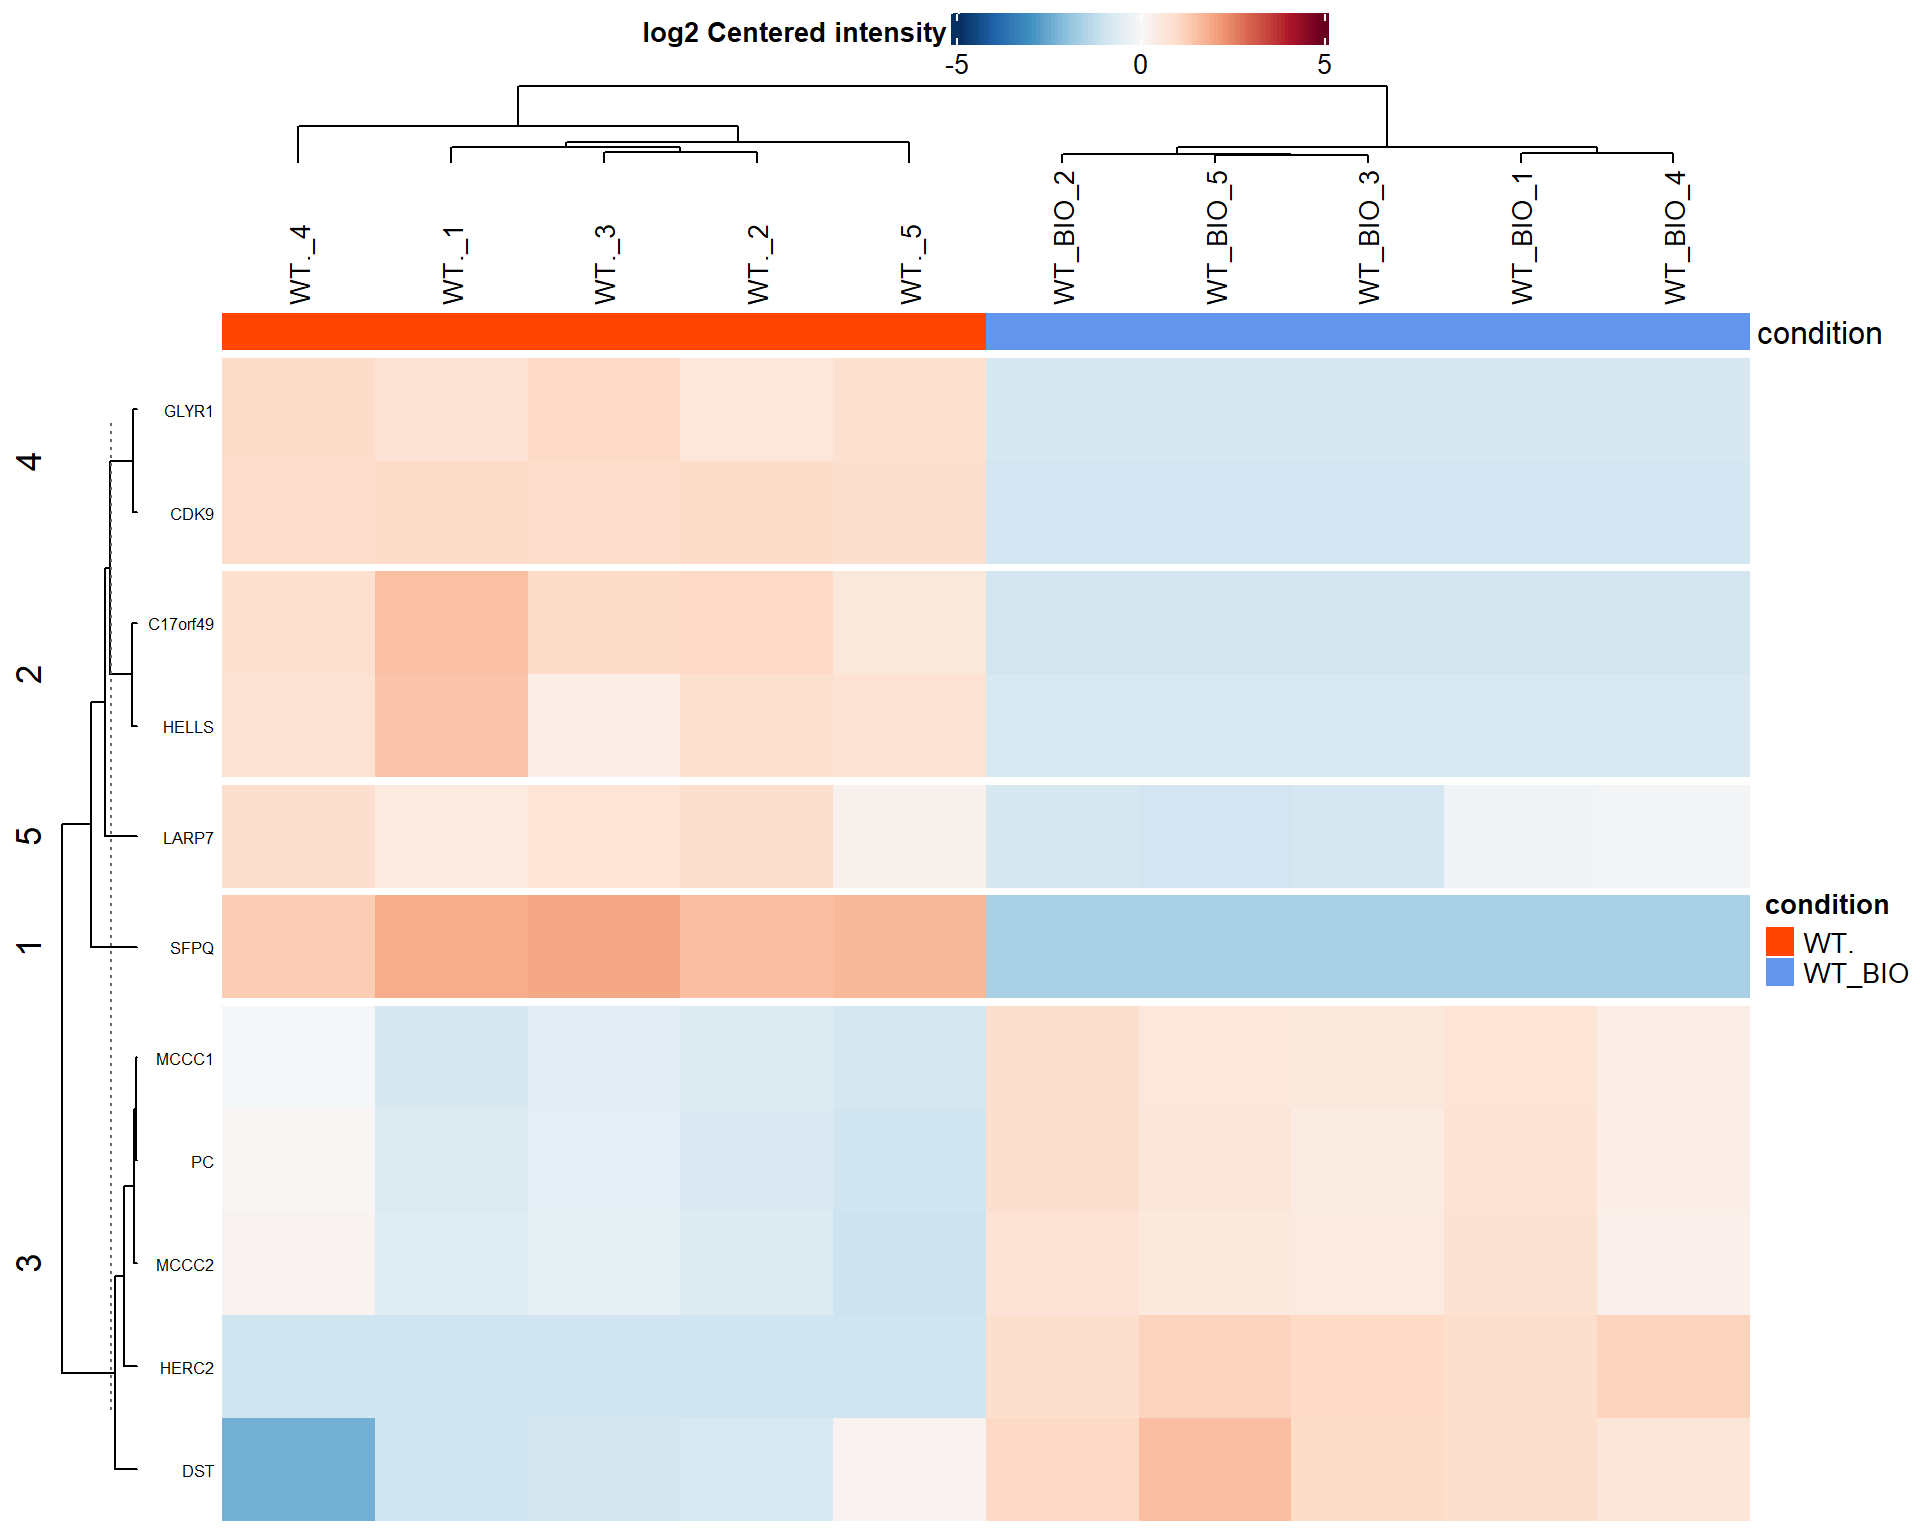 log2 Centered intensity
-5 0 5
WT._4 WT._1 WT._3 WT._2 WT._5 WT_BIO_2 WT_BIO_5 WT_BIO_3 WT_BIO_1 WT_BIO_4
condition
4
GLYR1
CDK9
2
C17orf49
HELLS
5
LARP7
1
SFPQ
condition
WT.
WT_BIO
3
MCCC1
PC
MCCC2
HERC2
DST